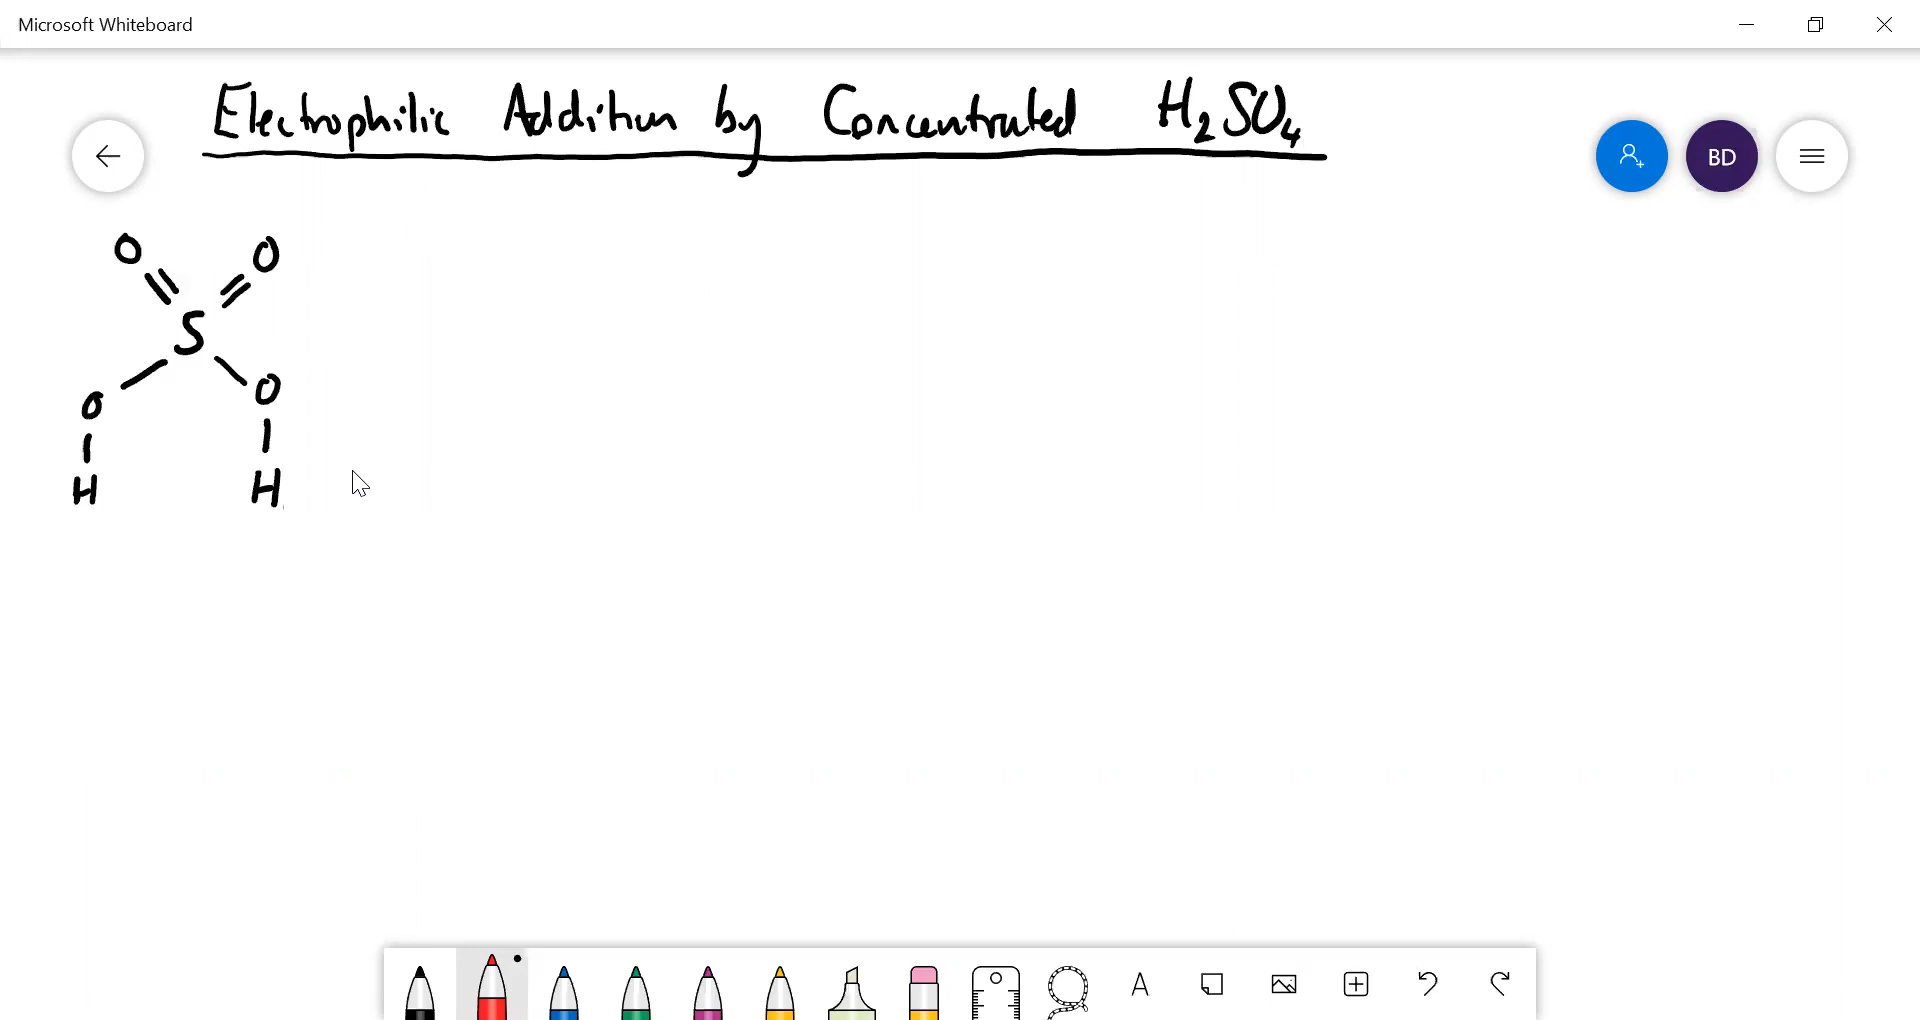 Microsoft Whiteboard
Electrophilic Addition by Concentrated H₂SO₄
BD
O O
S
O O
H H
A